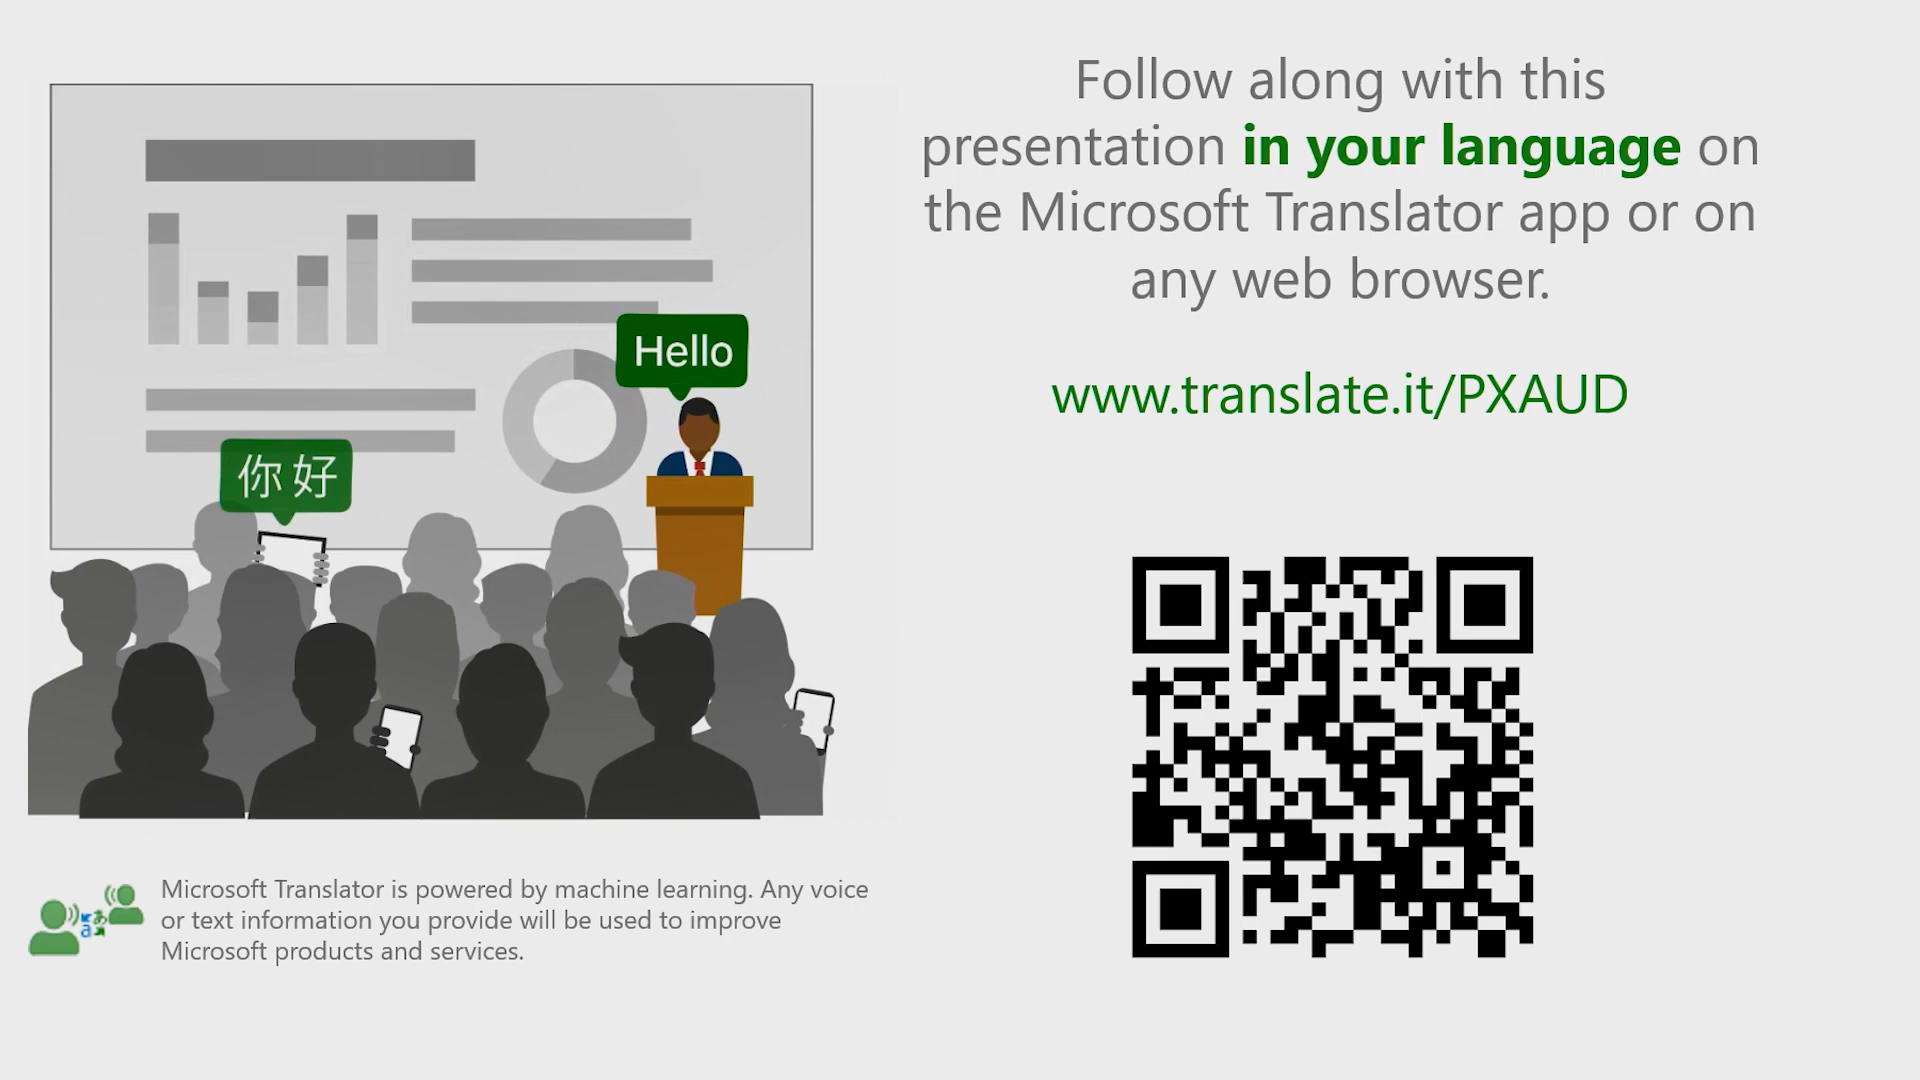 Follow along with this
presentation in your language on
the Microsoft Translator app or on
any web browser.
www.translate.it/PXAUD
Hello
你好
Microsoft Translator is powered by machine learning. Any voice
or text information you provide will be used to improve
Microsoft products and services.